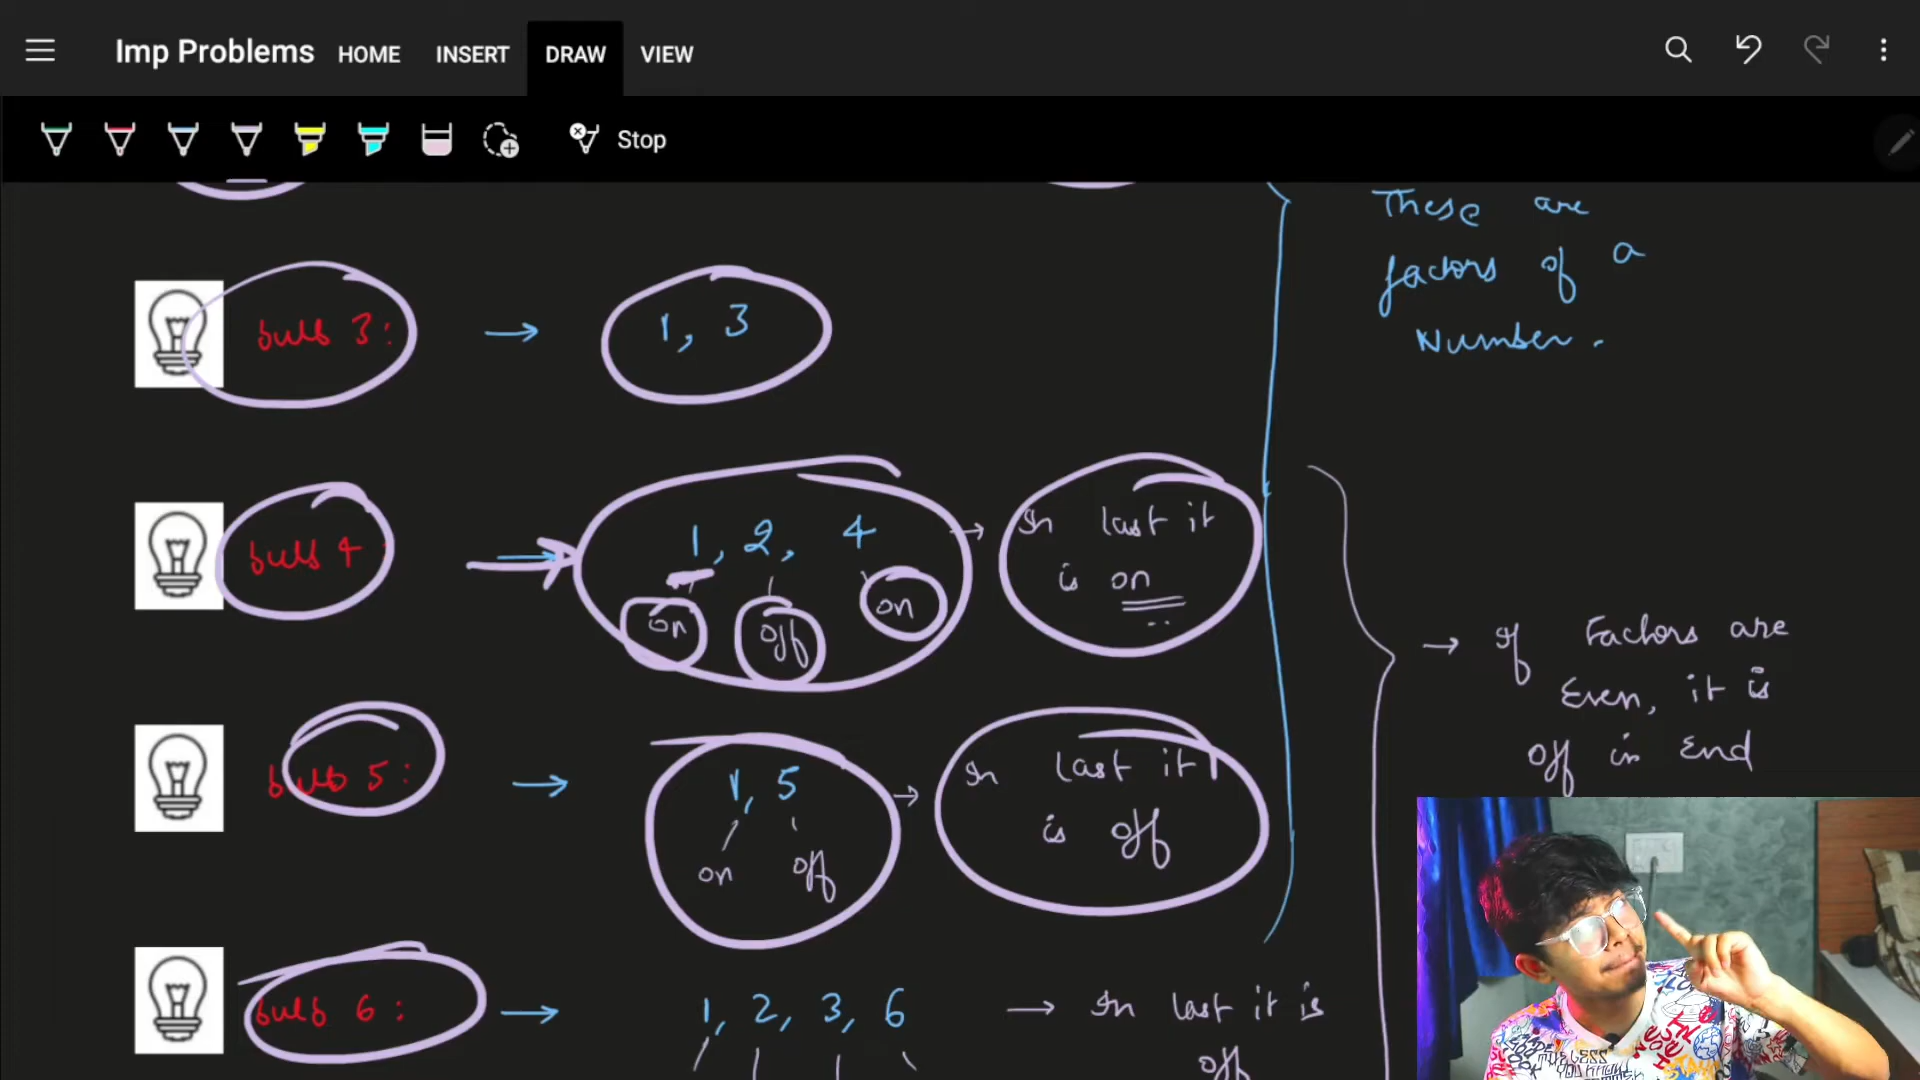 Imp Problems HOME INSERT DRAW VIEW
Stop
These are
factors of a
Number.
bulb 3: → 1, 3
bulb 4: → 1, 2, 4 → In last it
is on
on off on
If Factors are
Even, it is
off in End
bulb 5: → 1, 5 → In last it
is off
on off
bulb 6: → 1, 2, 3, 6 → In last it is
off